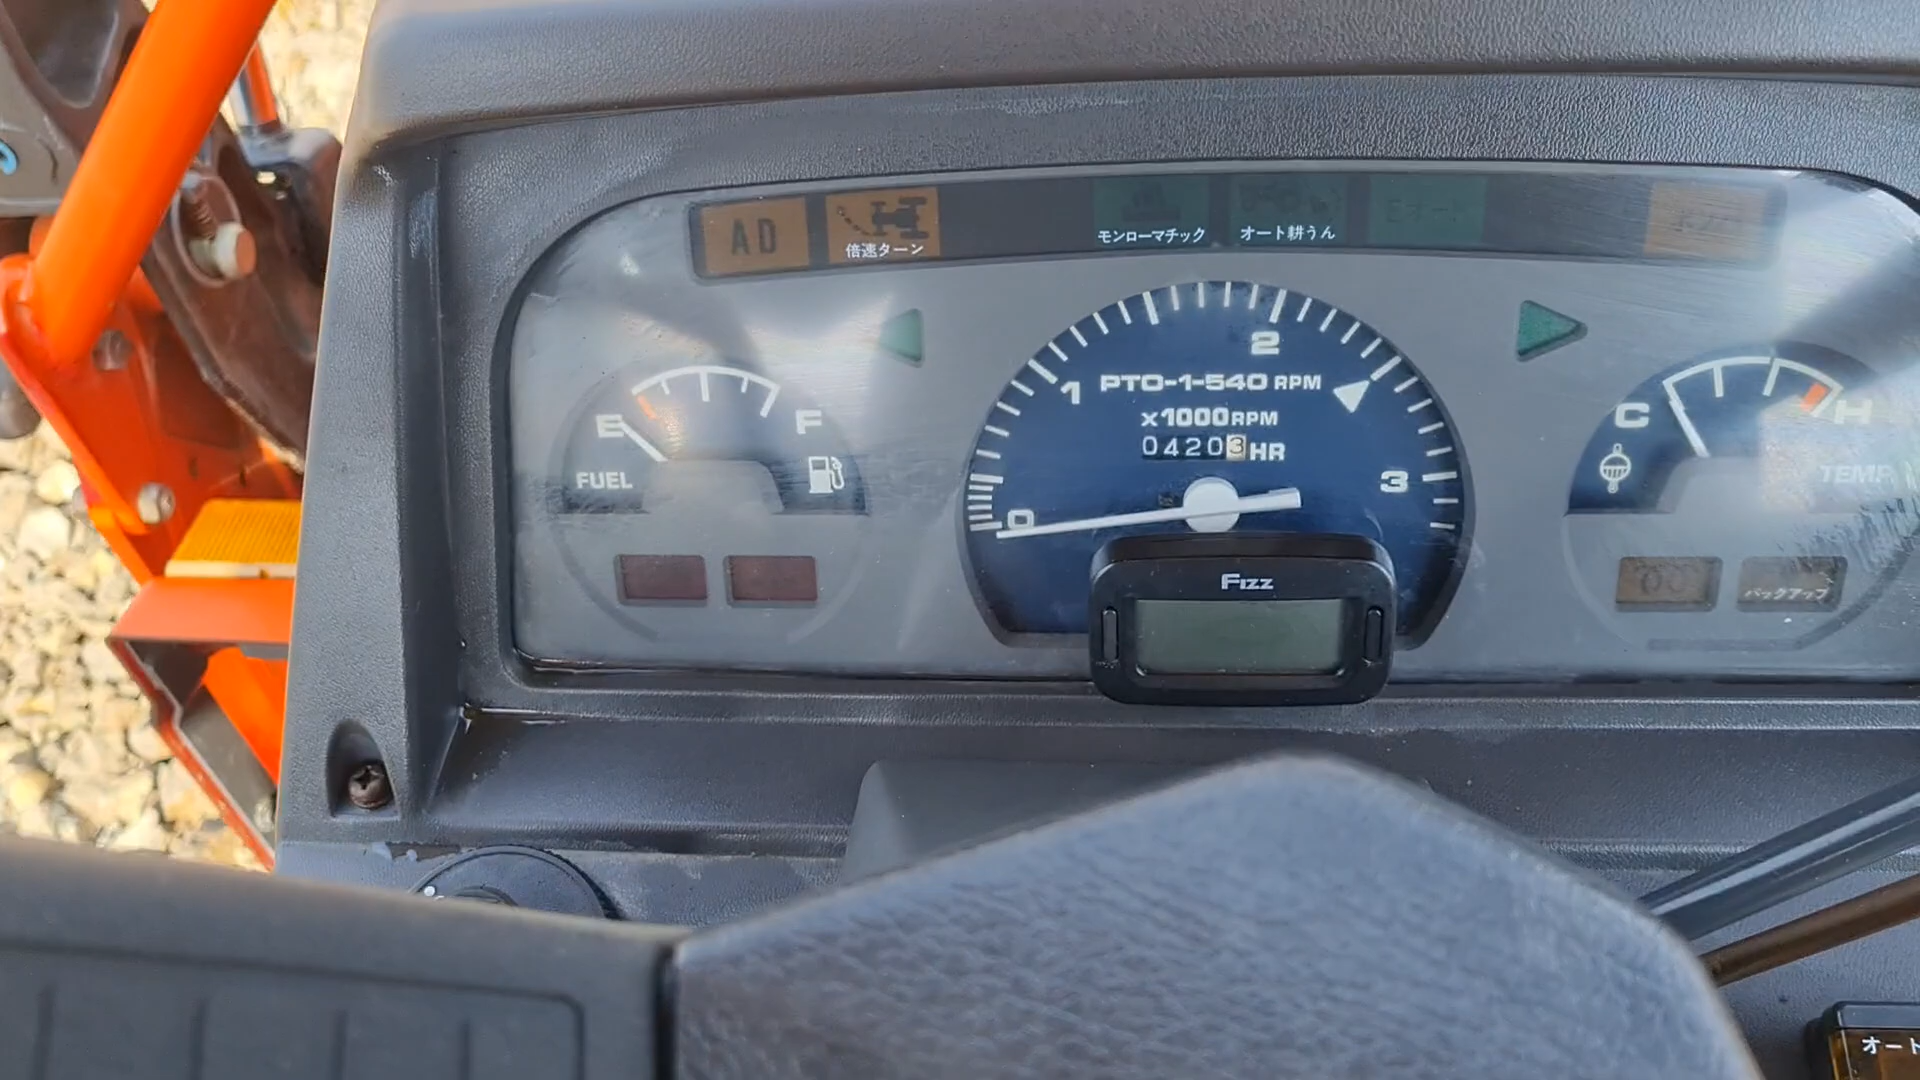 AD
倍速ターン
モンローマチック
オート耕うん
2
1
PTO-1-540 RPM
x1000RPM
04203HR
3
0
E
F
FUEL
C
H
TEMP
バックアップ
Fizz
オート